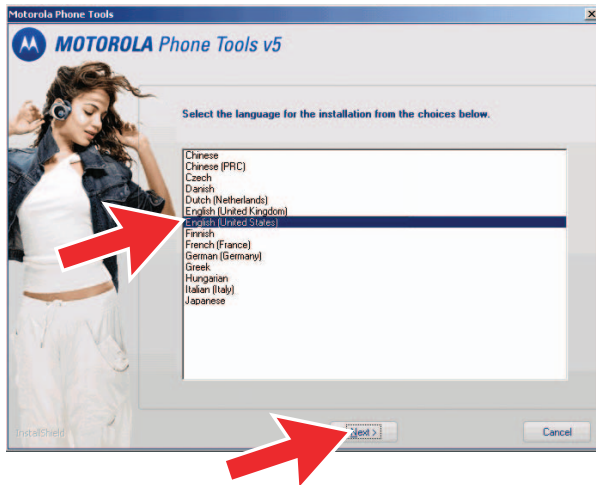 Motorola Phone Tools
MOTOROLA Phone Tools v5
Select the language for the installation from the choices below.
Chinese
Chinese (PRC)
Czech
Danish
Dutch (Netherlands)
English (United Kingdom)
English (United States)
Finnish
French (France)
German (Germany)
Greek
Hungarian
Italian (Italy)
Japanese
InstallShield
Next >
Cancel